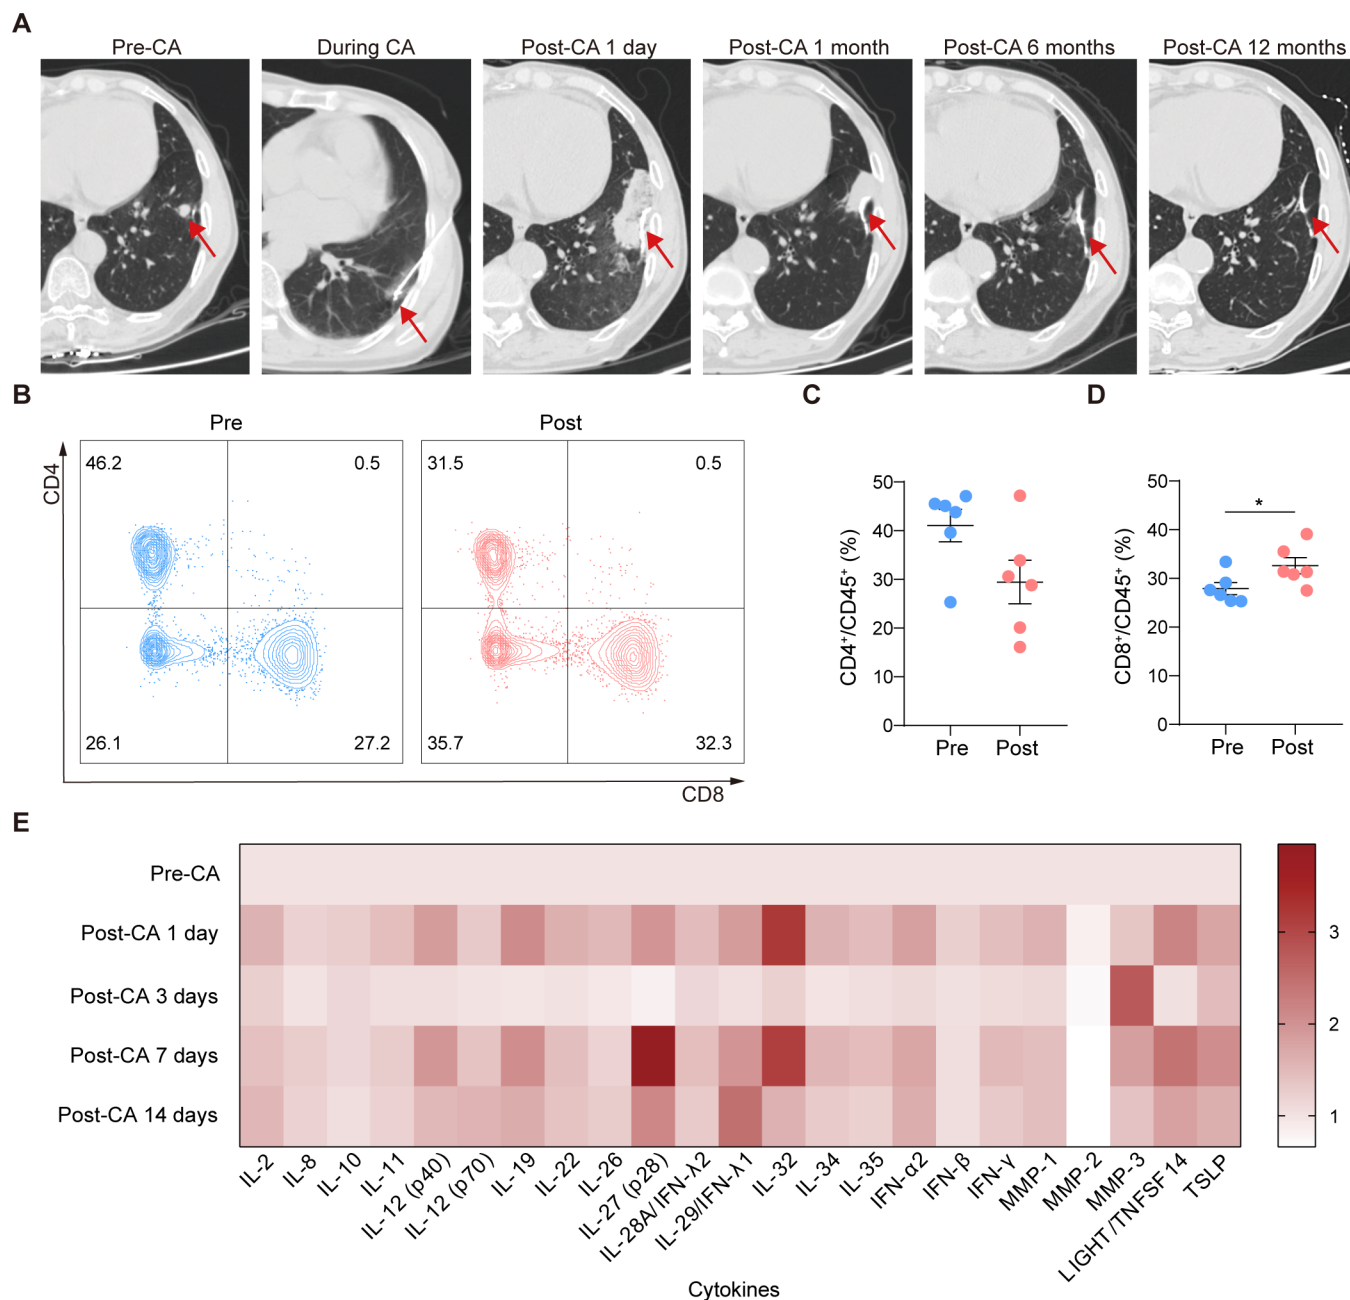 A
Pre-CA
During CA
Post-CA 1 day
Post-CA 1 month
Post-CA 6 months
Post-CA 12 months
B
Pre
Post
CD4
46.2
0.5
26.1
27.2
31.5
0.5
35.7
32.3
CD8
C
CD4⁺/CD45⁺ (%)
50
40
30
20
10
0
Pre
Post
D
CD8⁺/CD45⁺ (%)
50
40
30
20
10
0
*
Pre
Post
E
Pre-CA
Post-CA 1 day
Post-CA 3 days
Post-CA 7 days
Post-CA 14 days
3
2
1
IL-2
IL-8
IL-10
IL-11
IL-12 (p40)
IL-12 (p70)
IL-19
IL-22
IL-26
IL-27 (p28)
IL-28A/IFN-λ2
IL-29/IFN-λ1
IL-32
IL-34
IL-35
IFN-α2
IFN-β
IFN-γ
MMP-1
MMP-2
MMP-3
LIGHT/TNFSF14
TSLP
Cytokines